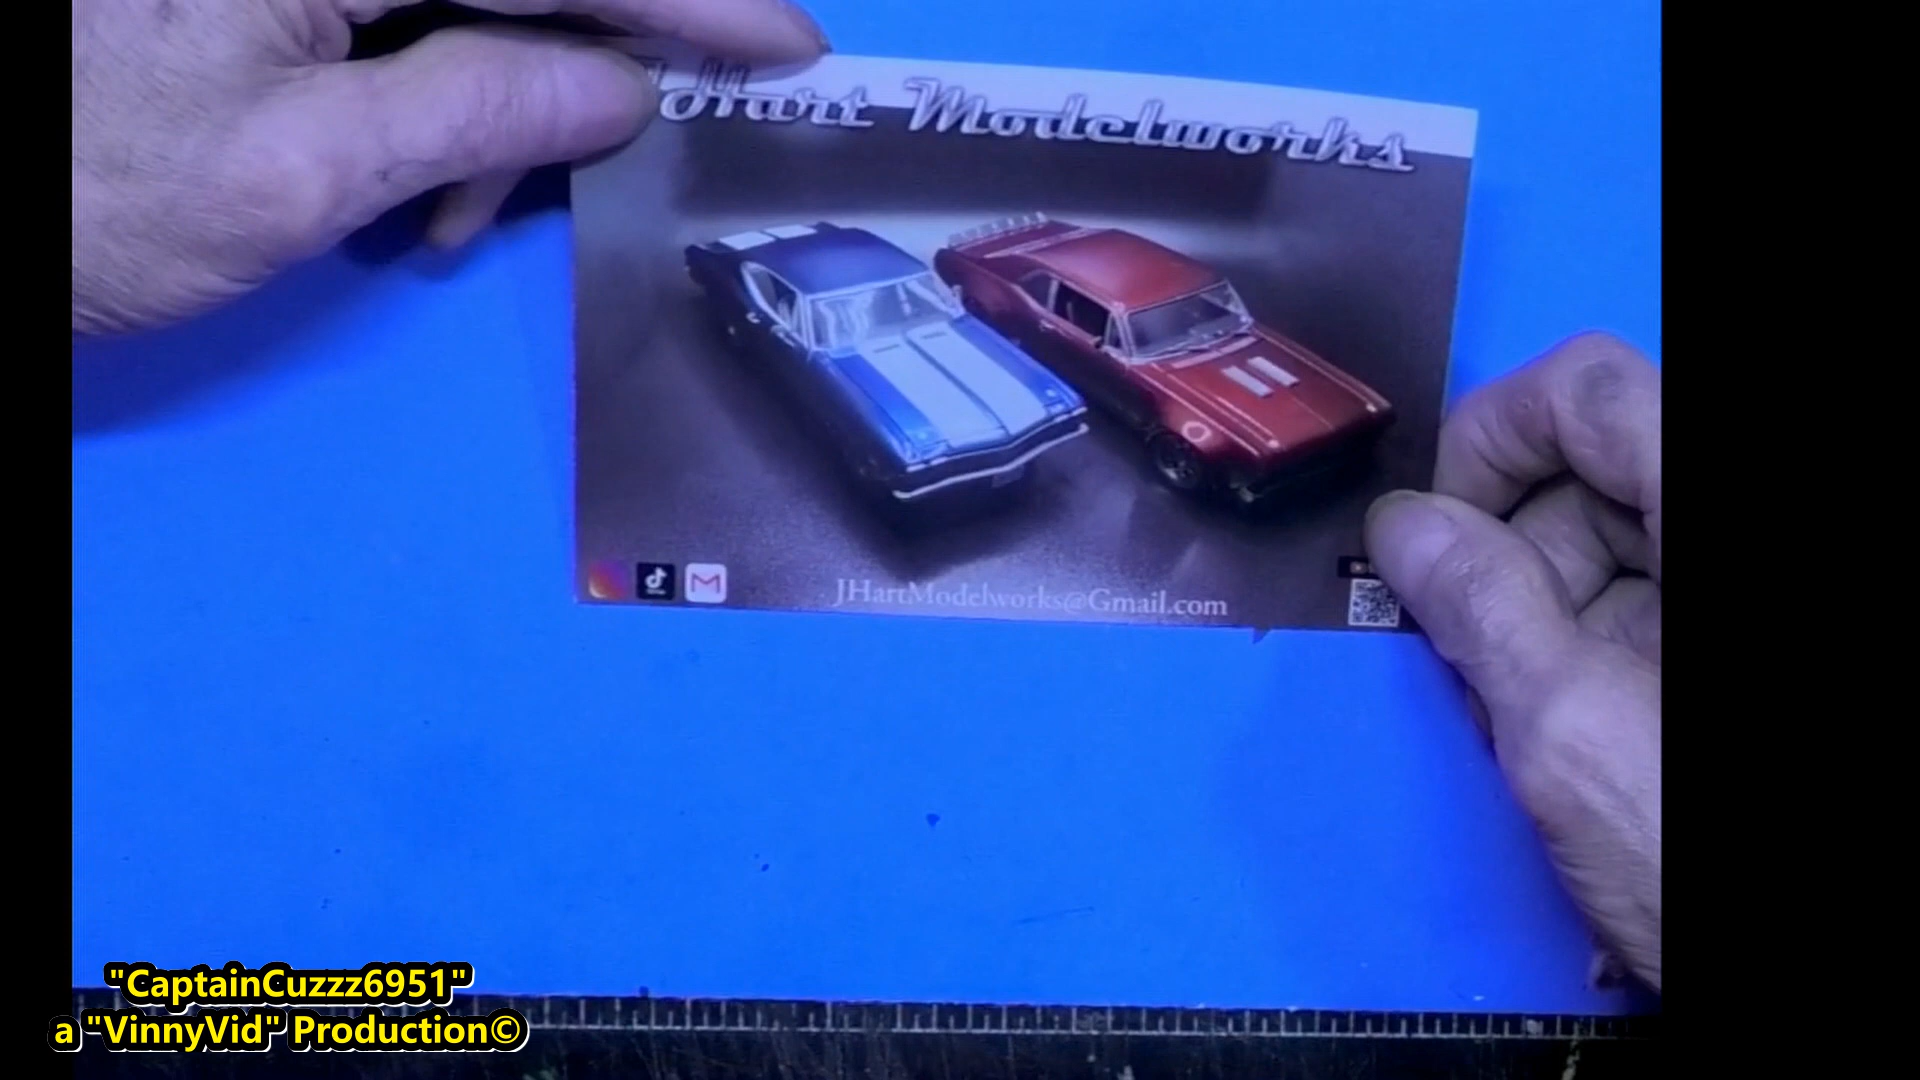 JHart Modelworks
JHartModelworks@Gmail.com
"CaptainCuzzz6951"
a "VinnyVid" Production©